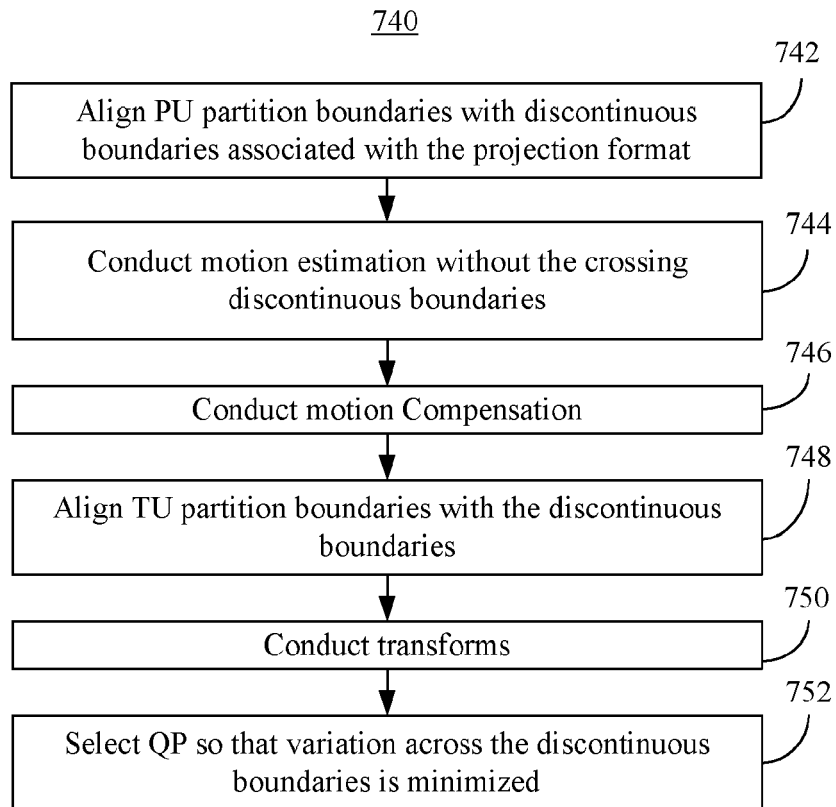 740
742
Align PU partition boundaries with discontinuous
boundaries associated with the projection format
744
Conduct motion estimation without the crossing
discontinuous boundaries
746
Conduct motion Compensation
748
Align TU partition boundaries with the discontinuous
boundaries
750
Conduct transforms
752
Select QP so that variation across the discontinuous
boundaries is minimized